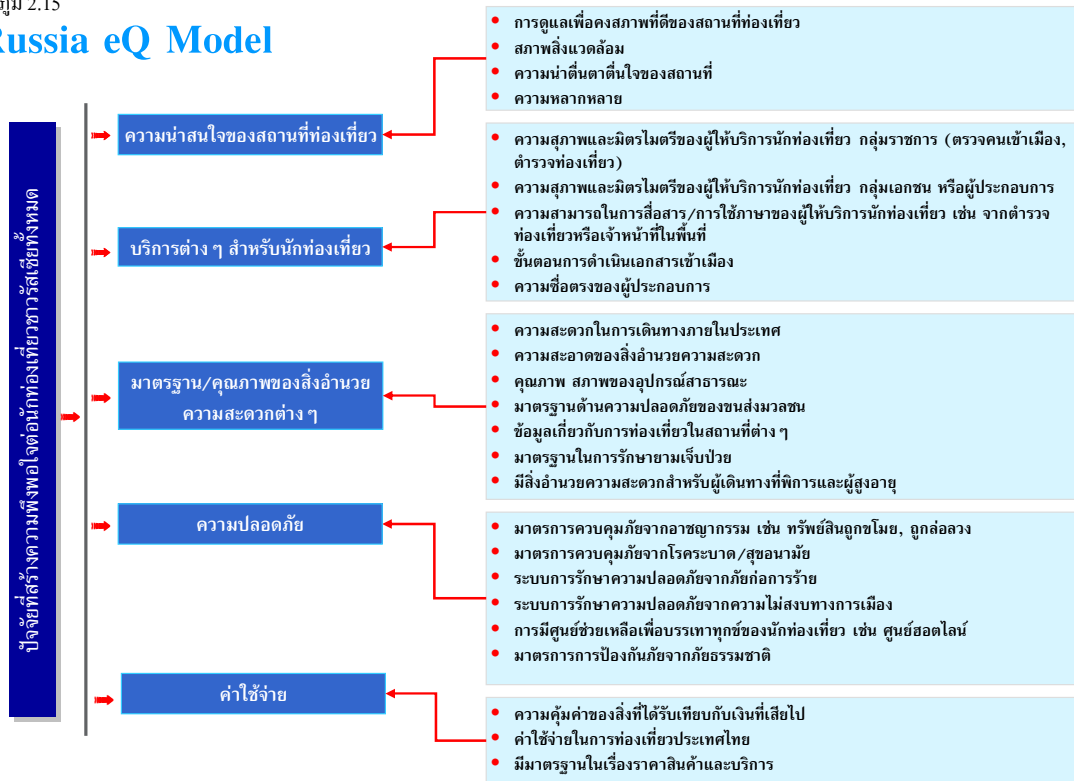 2.15
Russia eQ Model
ปัจจัยที่สร้างความพึงพอใจต่อนักท่องเที่ยวชาวรัสเซียทั้งหมด
ความน่าสนใจของสถานที่ท่องเที่ยว
• การดูแลเพื่อคงสภาพที่ดีของสถานที่ท่องเที่ยว
• สภาพสิ่งแวดล้อม
• ความน่าตื่นตาตื่นใจของสถานที่
• ความหลากหลาย
บริการต่าง ๆ สำหรับนักท่องเที่ยว
• ความสุภาพและมิตรไมตรีของผู้ให้บริการนักท่องเที่ยว กลุ่มราชการ (ตรวจคนเข้าเมือง,
ตำรวจท่องเที่ยว)
• ความสุภาพและมิตรไมตรีของผู้ให้บริการนักท่องเที่ยว กลุ่มเอกชน หรือผู้ประกอบการ
• ความสามารถในการสื่อสาร/การใช้ภาษาของผู้ให้บริการนักท่องเที่ยว เช่น จากตำรวจ
ท่องเที่ยวหรือเจ้าหน้าที่ในพื้นที่
• ขั้นตอนการดำเนินเอกสารเข้าเมือง
• ความซื่อตรงของผู้ประกอบการ
มาตรฐาน/คุณภาพของสิ่งอำนวย
ความสะดวกต่าง ๆ
• ความสะดวกในการเดินทางภายในประเทศ
• ความสะอาดของสิ่งอำนวยความสะดวก
• คุณภาพ สภาพของอุปกรณ์สาธารณะ
• มาตรฐานด้านความปลอดภัยของขนส่งมวลชน
• ข้อมูลเกี่ยวกับการท่องเที่ยวในสถานที่ต่าง ๆ
• มาตรฐานในการรักษายามเจ็บป่วย
• มีสิ่งอำนวยความสะดวกสำหรับผู้เดินทางที่พิการและผู้สูงอายุ
ความปลอดภัย
• มาตรการควบคุมภัยจากอาชญากรรม เช่น ทรัพย์สินถูกขโมย, ถูกล่อลวง
• มาตรการควบคุมภัยจากโรคระบาด/สุขอนามัย
• ระบบการรักษาความปลอดภัยจากภัยก่อการร้าย
• ระบบการรักษาความปลอดภัยจากความไม่สงบทางการเมือง
• การมีศูนย์ช่วยเหลือเพื่อบรรเทาทุกข์ของนักท่องเที่ยว เช่น ศูนย์ฮอตไลน์
• มาตรการการป้องกันภัยจากภัยธรรมชาติ
ค่าใช้จ่าย
• ความคุ้มค่าของสิ่งที่ได้รับเทียบกับเงินที่เสียไป
• ค่าใช้จ่ายในการท่องเที่ยวประเทศไทย
• มีมาตรฐานในเรื่องราคาสินค้าและบริการ